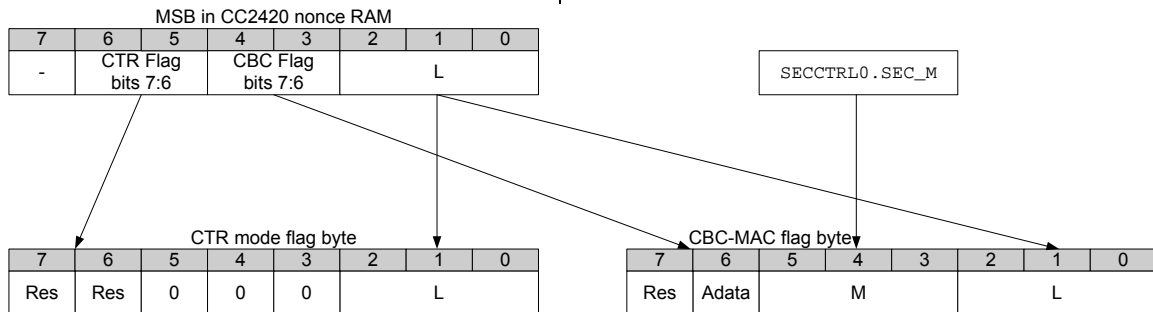 MSB in CC2420 nonce RAM
7 6 5 4 3 2 1 0
- CTR Flag bits 7:6 CBC Flag bits 7:6 L
SECCTRL0.SEC_M
CTR mode flag byte
7 6 5 4 3 2 1 0
Res Res 0 0 0 L
CBC-MAC flag byte
7 6 5 4 3 2 1 0
Res Adata M L